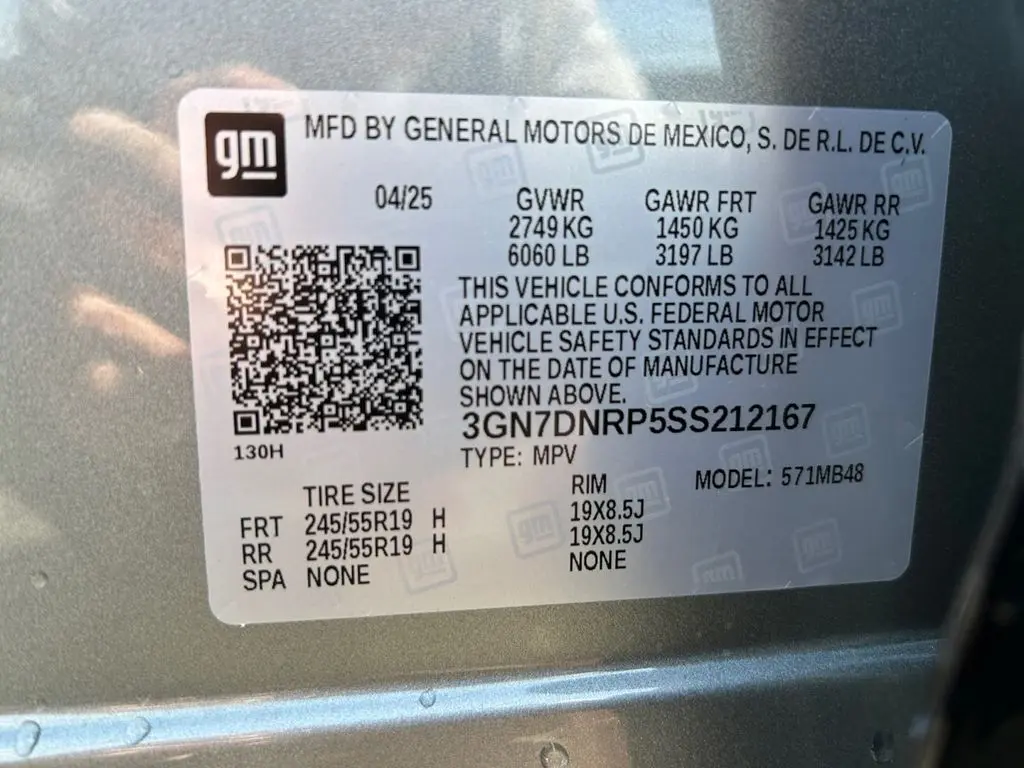 gm MFD BY GENERAL MOTORS DE MEXICO, S. DE R.L. DE C.V.
04/25 GVWR GAWR FRT GAWR RR
2749 KG 1450 KG 1425 KG
6060 LB 3197 LB 3142 LB
THIS VEHICLE CONFORMS TO ALL
APPLICABLE U.S. FEDERAL MOTOR
VEHICLE SAFETY STANDARDS IN EFFECT
ON THE DATE OF MANUFACTURE
SHOWN ABOVE.
3GN7DNRP5SS212167
130H
TYPE: MPV
TIRE SIZE RIM MODEL: 571MB48
FRT 245/55R19 H 19X8.5J
RR 245/55R19 H 19X8.5J
SPA NONE NONE